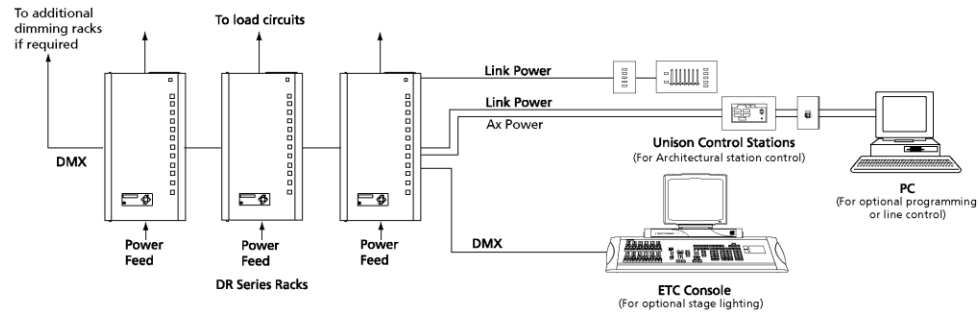 To additional
dimming racks
if required
To load circuits
Link Power
Link Power
Ax Power
DMX
Unison Control Stations
(For Architectural station control)
PC
(For optional programming
or line control)
Power
Feed
Power
Feed
Power
Feed
DMX
DR Series Racks
ETC Console
(For optional stage lighting)